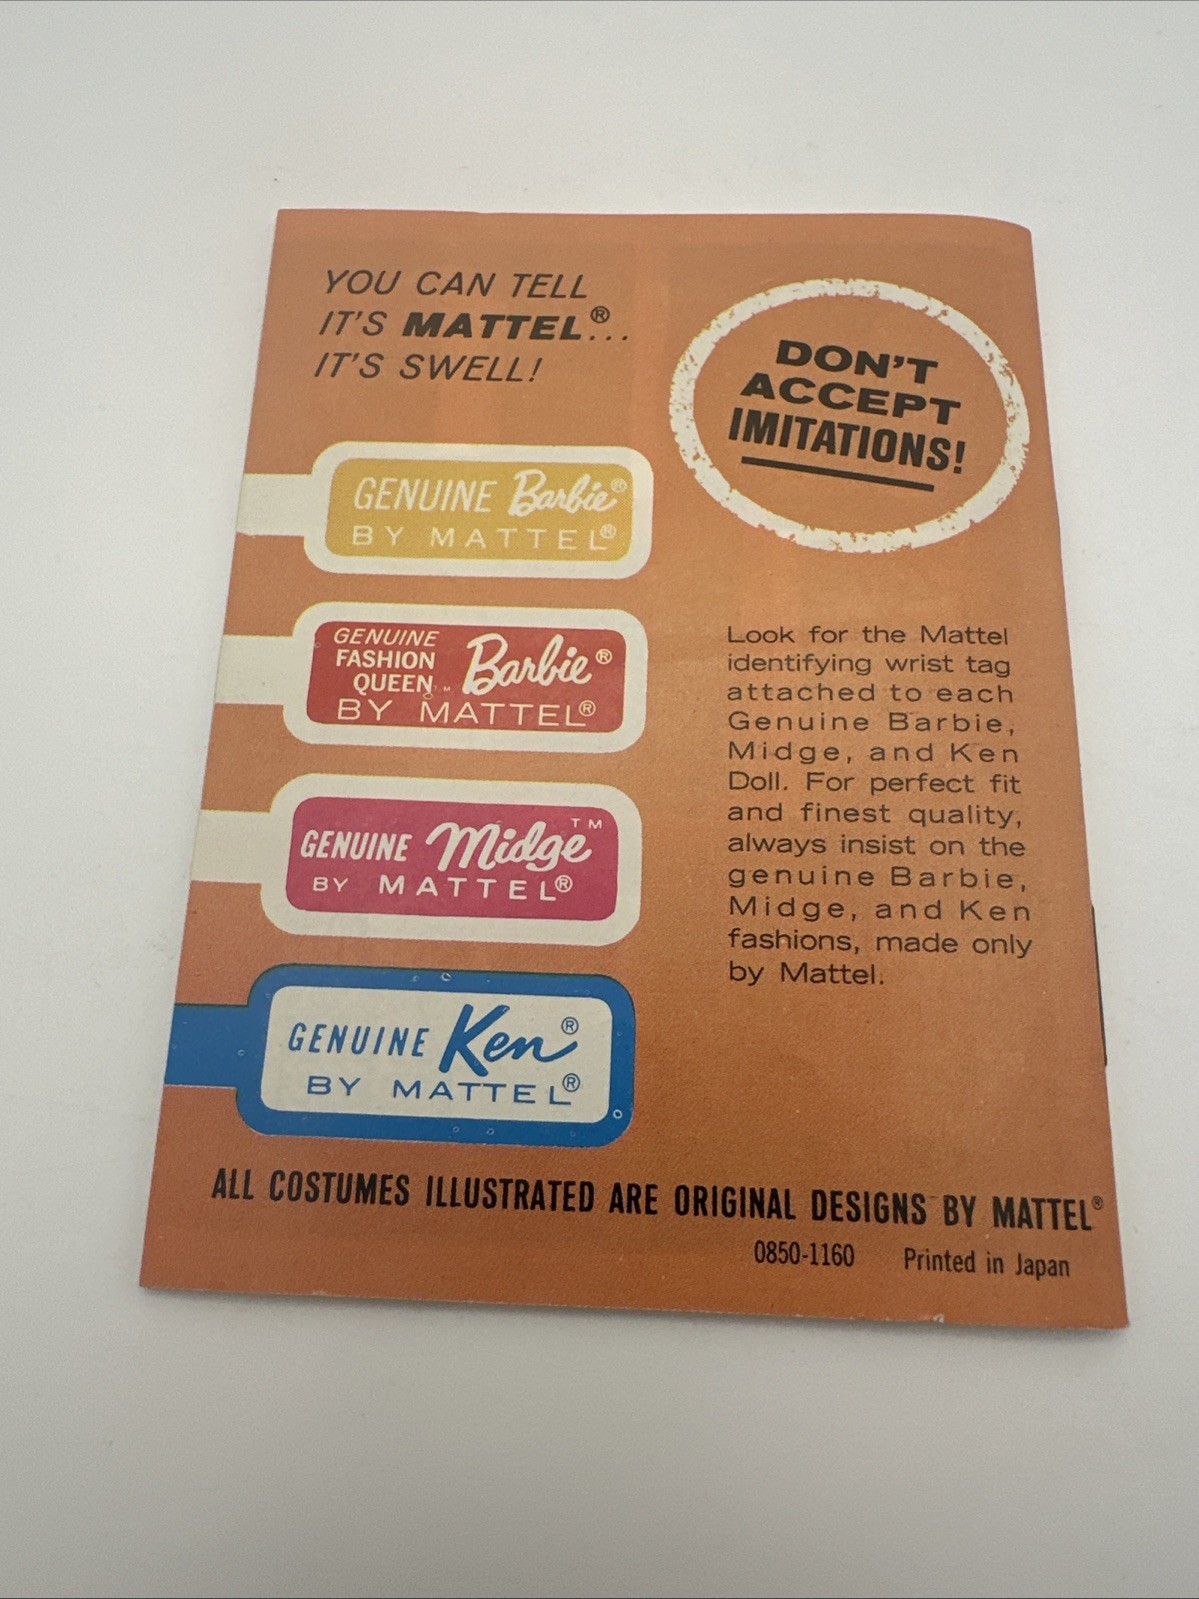 YOU CAN TELL
IT'S MATTEL®...
IT'S SWELL!
DON'T
ACCEPT
IMITATIONS!
GENUINE Barbie®
BY MATTEL®
GENUINE
FASHION
QUEEN™ Barbie®
BY MATTEL®
GENUINE Midge™
BY MATTEL®
GENUINE Ken®
BY MATTEL®
Look for the Mattel
identifying wrist tag
attached to each
Genuine Barbie,
Midge, and Ken
Doll. For perfect fit
and finest quality,
always insist on the
genuine Barbie,
Midge, and Ken
fashions, made only
by Mattel.
ALL COSTUMES ILLUSTRATED ARE ORIGINAL DESIGNS BY MATTEL®
0850-1160 Printed in Japan